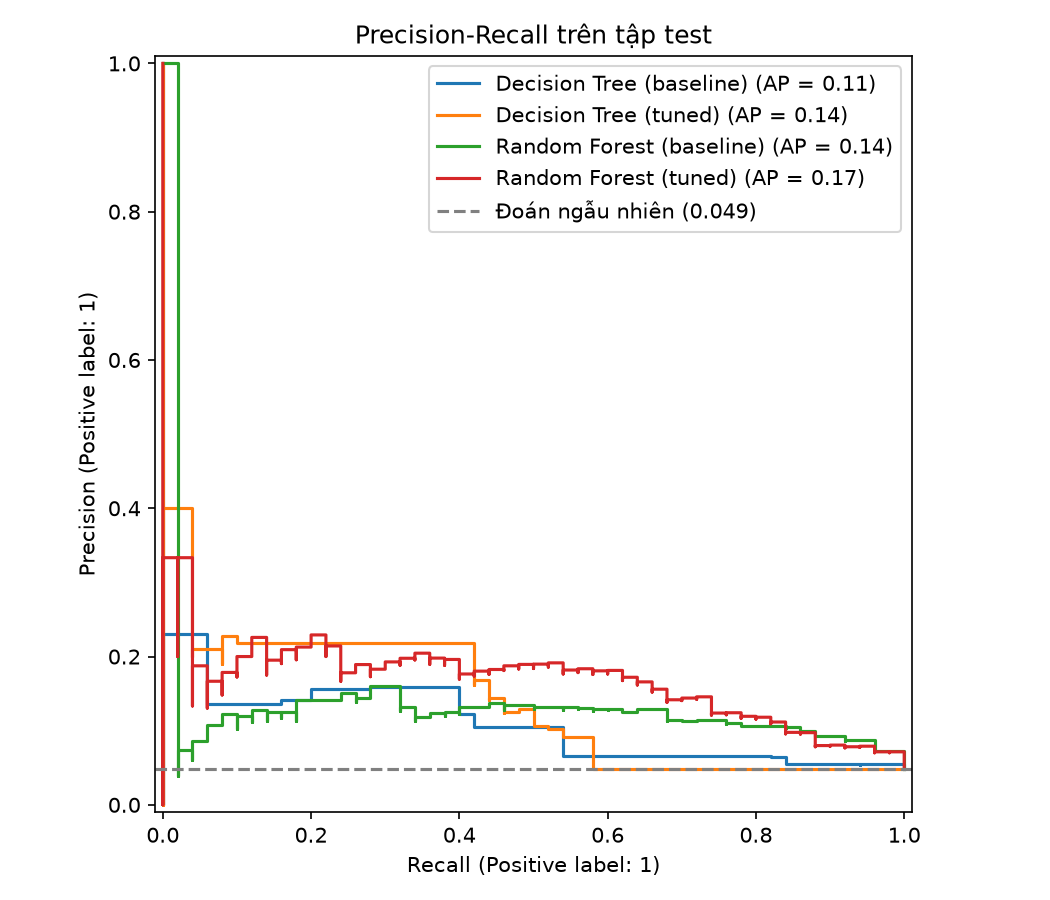 Precision-Recall trên tập test
Decision Tree (baseline) (AP = 0.11)
Decision Tree (tuned) (AP = 0.14)
Random Forest (baseline) (AP = 0.14)
Random Forest (tuned) (AP = 0.17)
Đoán ngẫu nhiên (0.049)
Precision (Positive label: 1)
1.0
0.8
0.6
0.4
0.2
0.0
0.0 0.2 0.4 0.6 0.8 1.0
Recall (Positive label: 1)